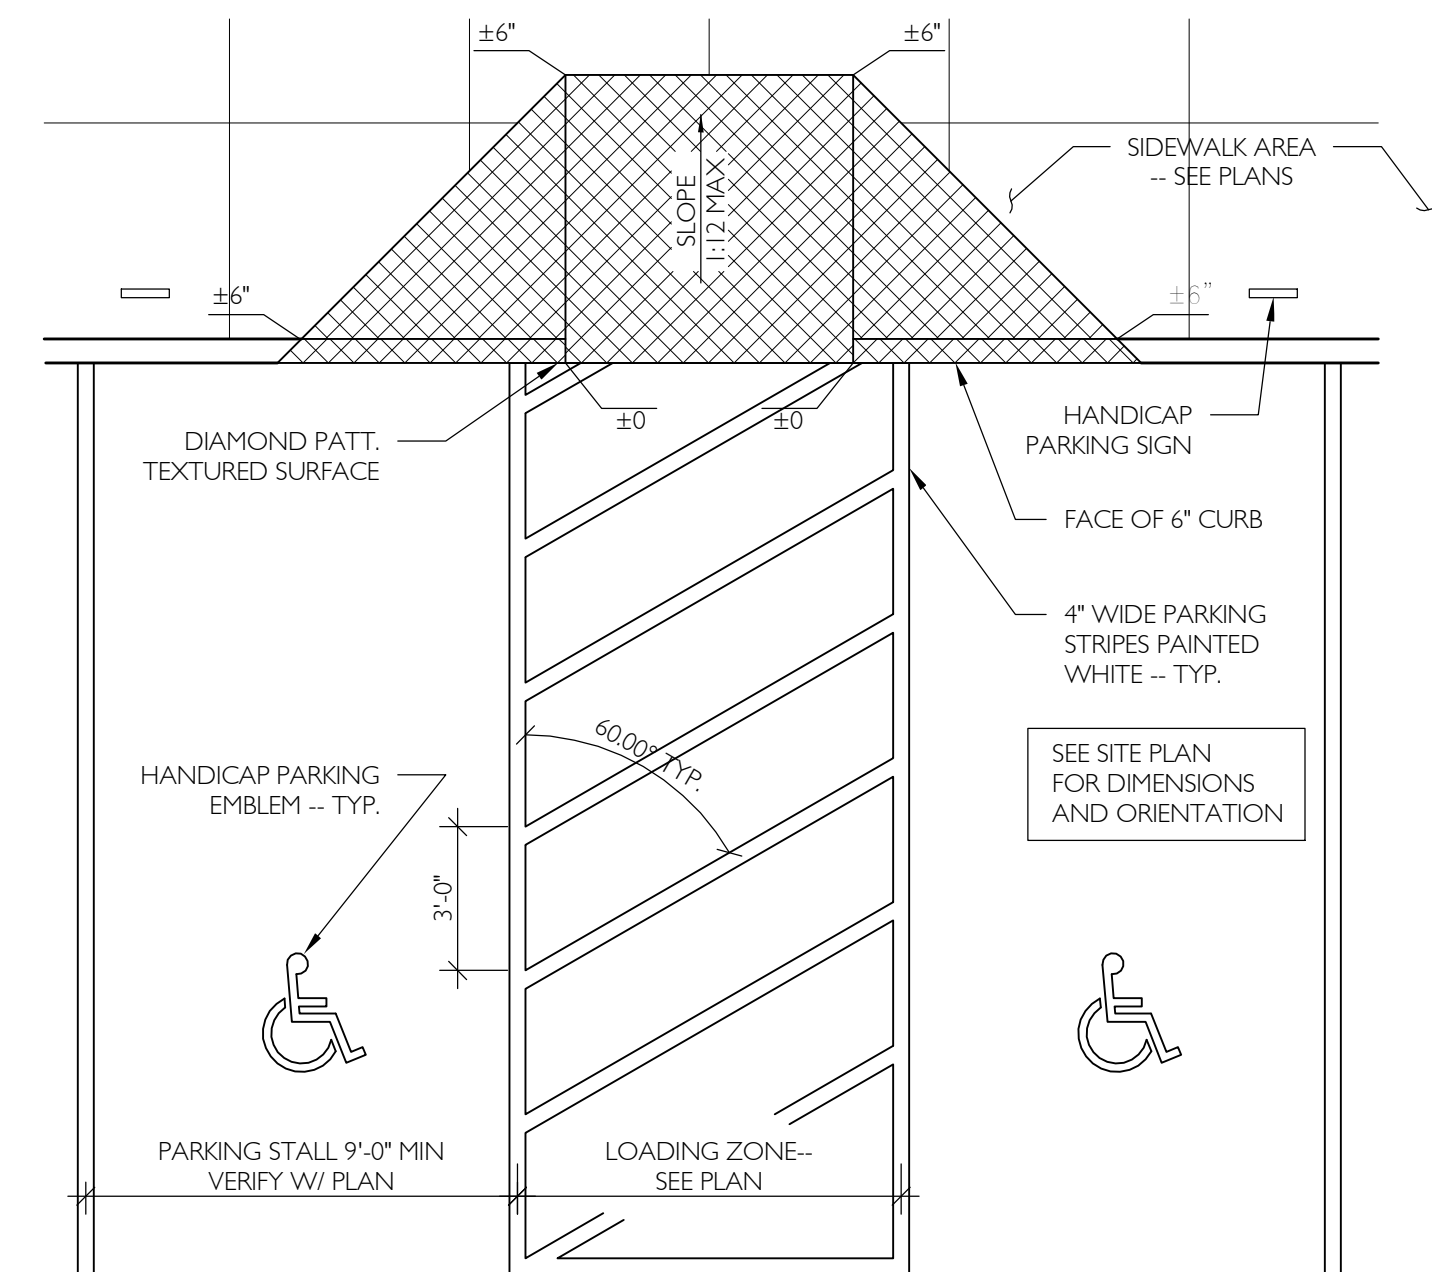 ±6"
±6"
SIDEWALK AREA
-- SEE PLANS
SLOPE
1:12 MAX
±6"
±6"
±0
±0
DIAMOND PATT.
TEXTURED SURFACE
HANDICAP
PARKING SIGN
FACE OF 6" CURB
4" WIDE PARKING
STRIPES PAINTED
WHITE -- TYP.
60.00° TYP.
SEE SITE PLAN
FOR DIMENSIONS
AND ORIENTATION
HANDICAP PARKING
EMBLEM -- TYP.
3'-0"
PARKING STALL 9'-0" MIN
VERIFY W/ PLAN
LOADING ZONE--
SEE PLAN